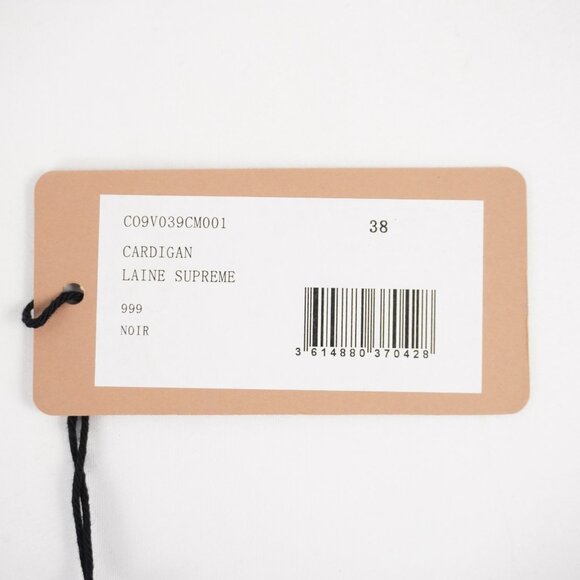 C09V039CM001 38
CARDIGAN
LAINE SUPREME
999
NOIR
3 614880 370428